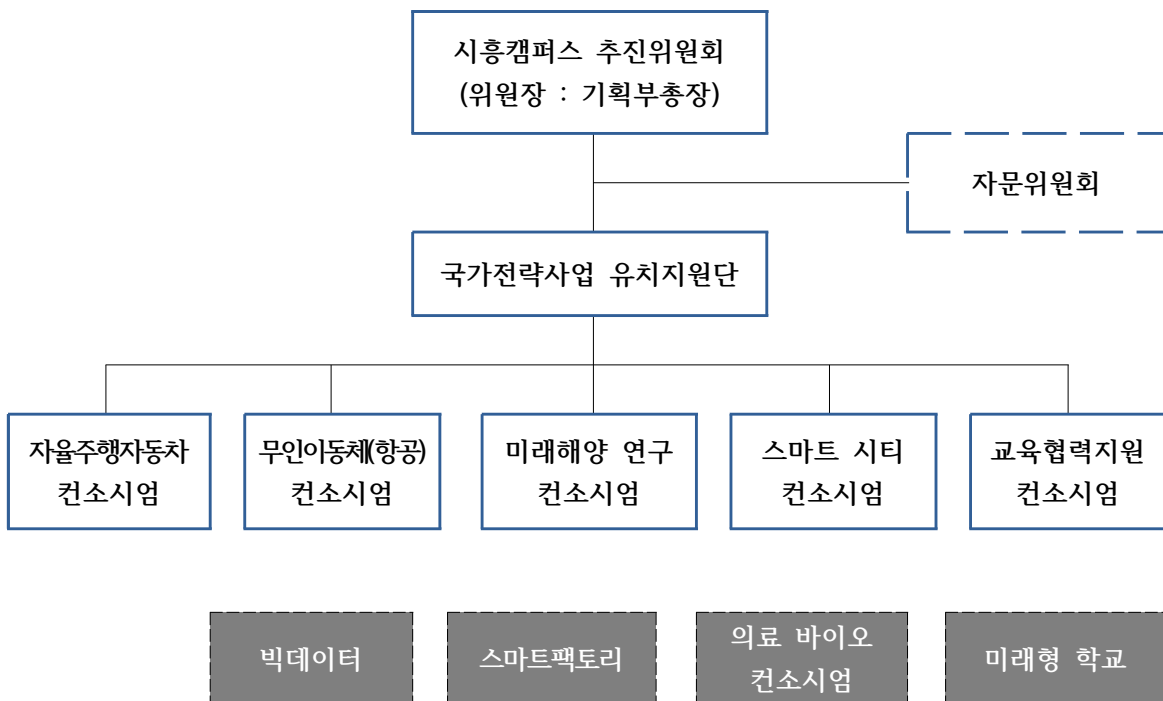 시흥캠퍼스 추진위원회
(위원장 : 기획부총장)
자문위원회
국가전략사업 유치지원단
자율주행자동차
컨소시엄
무인이동체(항공)
컨소시엄
미래해양 연구
컨소시엄
스마트 시티
컨소시엄
교육협력지원
컨소시엄
빅데이터
스마트팩토리
의료 바이오
컨소시엄
미래형 학교